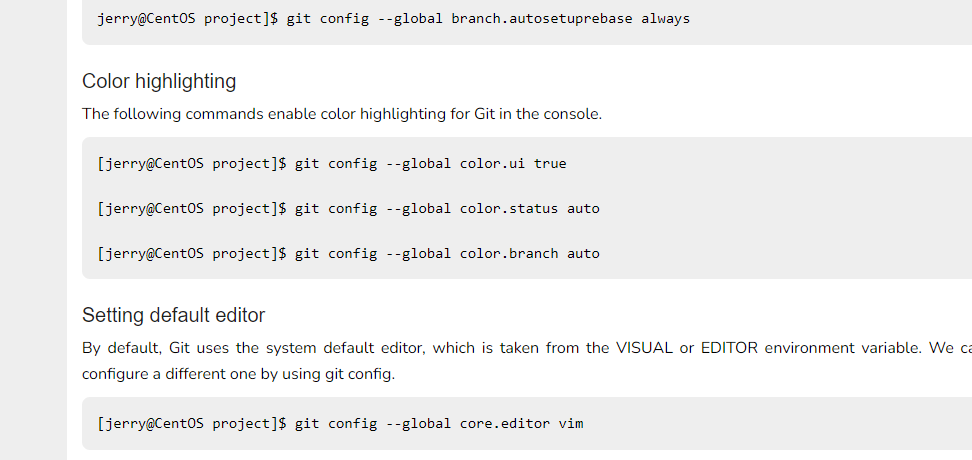 jerry@CentOS project]$ git config --global branch.autosetuprebase always
Color highlighting
The following commands enable color highlighting for Git in the console.
[jerry@CentOS project]$ git config --global color.ui true
[jerry@CentOS project]$ git config --global color.status auto
[jerry@CentOS project]$ git config --global color.branch auto
Setting default editor
By default, Git uses the system default editor, which is taken from the VISUAL or EDITOR environment variable. We
configure a different one by using git config.
[jerry@CentOS project]$ git config --global core.editor vim